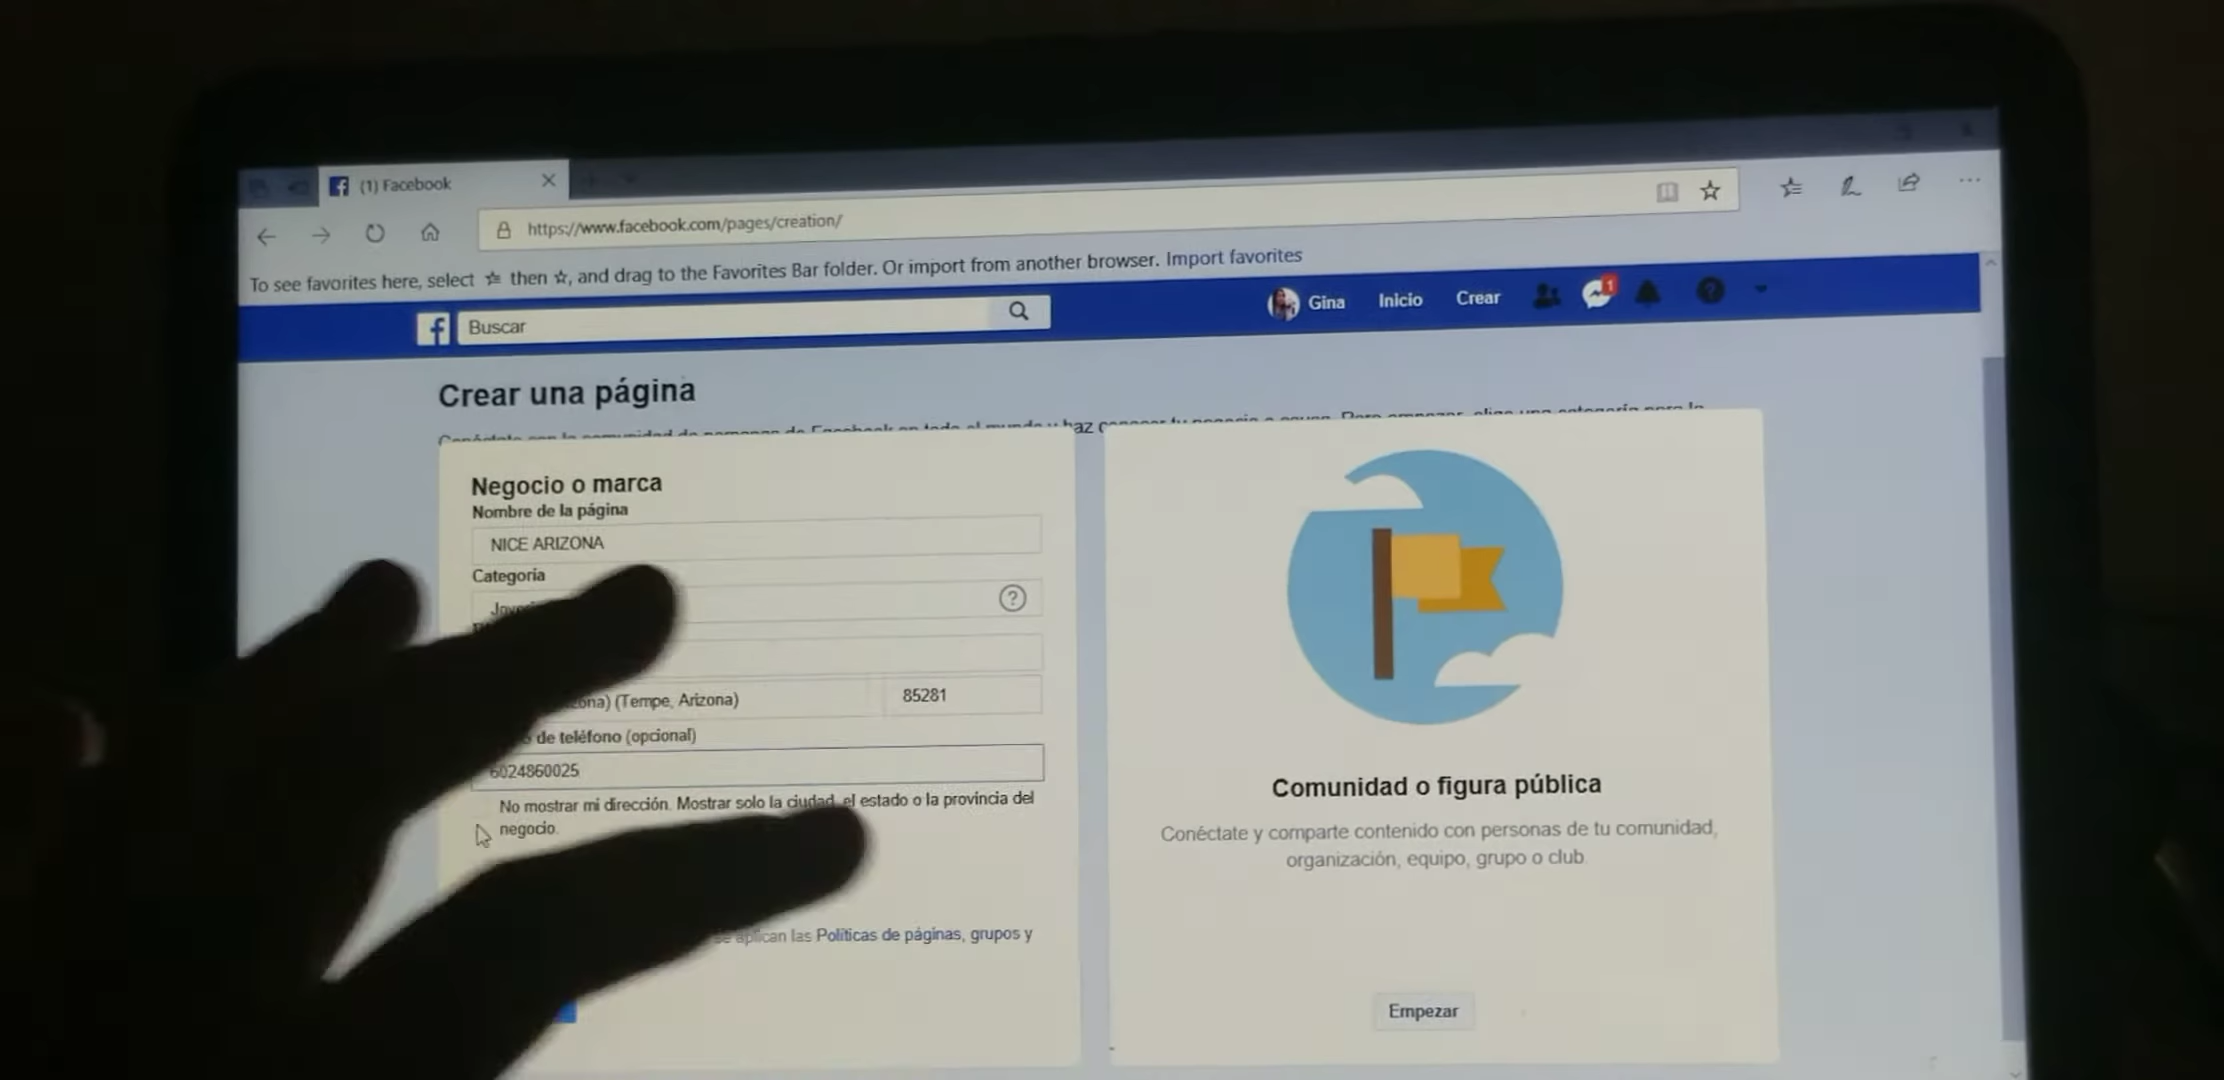 (1) Facebook
https://www.facebook.com/pages/creation/
To see favorites here, select then, and drag to the Favorites Bar folder. Or import from another browser. Import favorites
Buscar
Gina Inicio Crear 1
Crear una página
Negocio o marca
Nombre de la página
NICE ARIZONA
Categoría
(Tempe, Arizona) 85281
de teléfono (opcional)
6024860025
No mostrar mi dirección. Mostrar solo la ciudad, el estado o la provincia del
negocio.
se aplican las Políticas de páginas, grupos y
Comunidad o figura pública
Conéctate y comparte contenido con personas de tu comunidad,
organización, equipo, grupo o club
Empezar